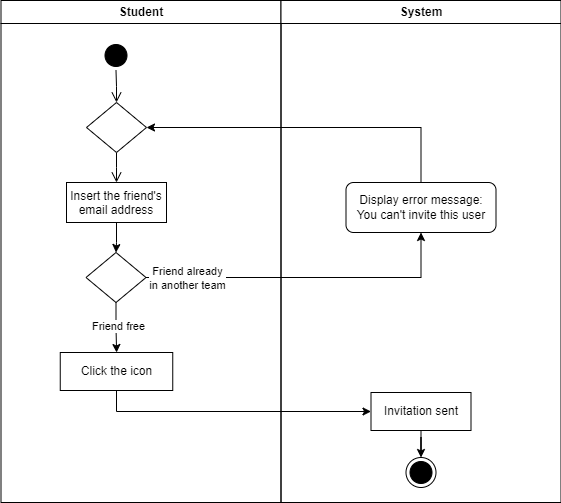 Student
System
Insert the friend's
email address
Display error message:
You can't invite this user
Friend already
in another team
Friend free
Click the icon
Invitation sent